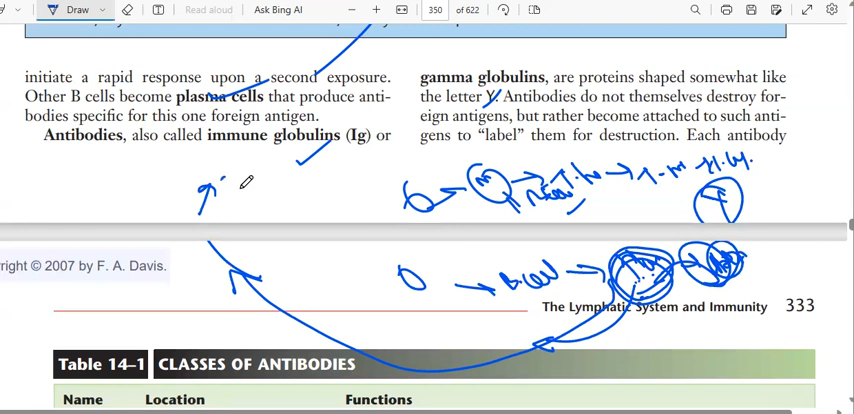 Draw
Read aloud
Ask Bing AI
350 of 622
initiate a rapid response upon a second exposure.
Other B cells become plasma cells that produce anti-
bodies specific for this one foreign antigen.
Antibodies, also called immune globulins (Ig) or
gamma globulins, are proteins shaped somewhat like
the letter Y. Antibodies do not themselves destroy for-
eign antigens, but rather become attached to such anti-
gens to “label” them for destruction. Each antibody
right © 2007 by F. A. Davis.
B.cell
The Lymphatic System and Immunity 333
Table 14–1 CLASSES OF ANTIBODIES
Name Location Functions